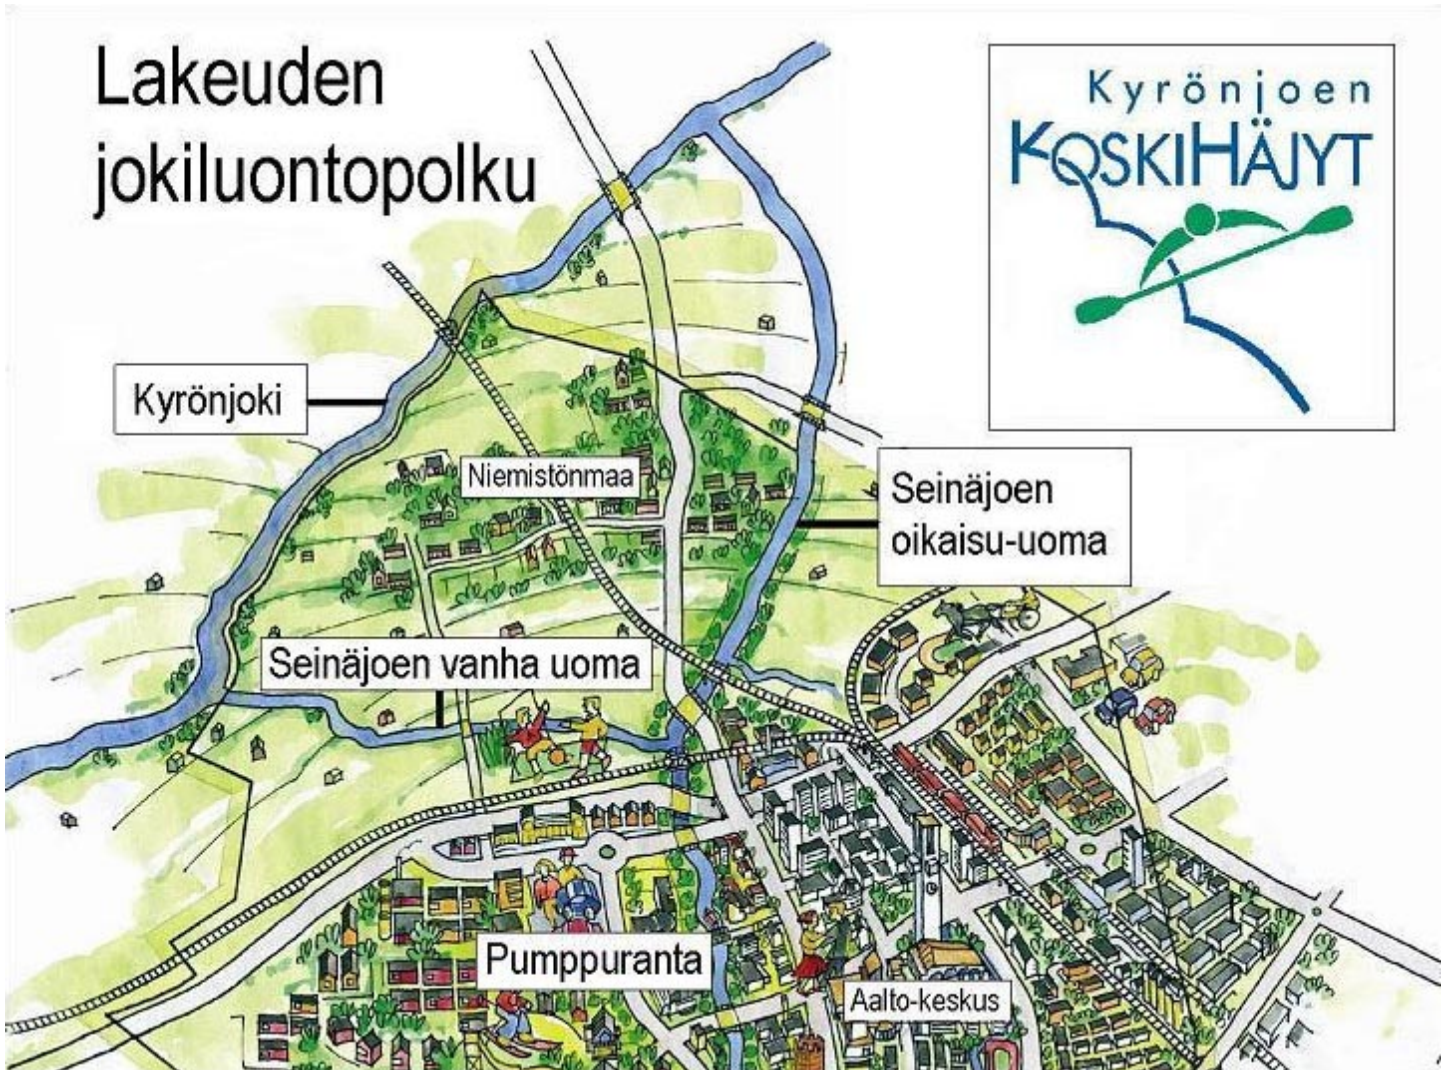 Lakeuden
jokiluontopolku
Kyrönjoen
KOSKIHÄJYT
Kyrönjoki
Niemistönmaa
Seinäjoen
oikaisu-uoma
Seinäjoen vanha uoma
Pumppuranta
Aalto-keskus